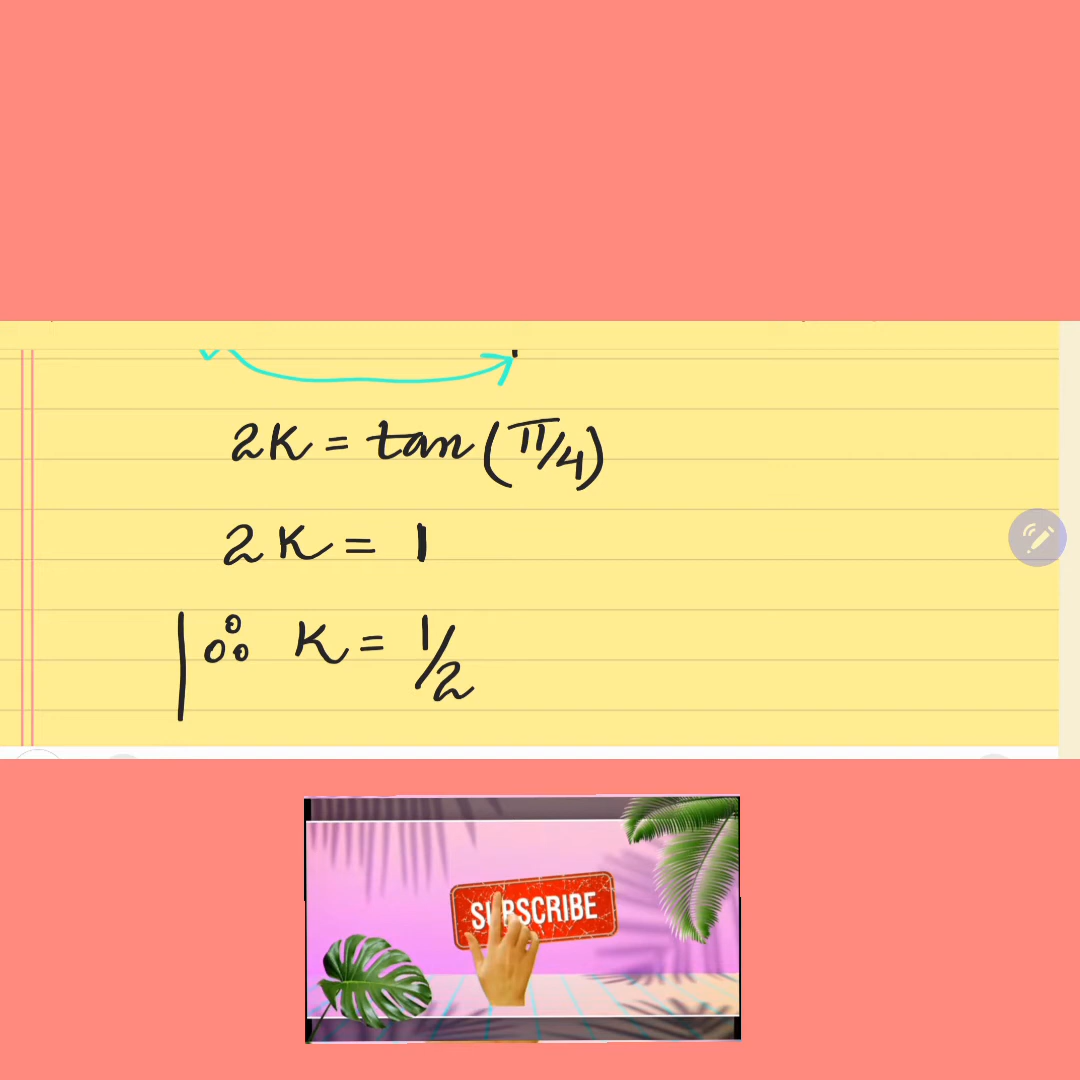 2K = tan (π/4)
2K = 1
∴ K = 1/2
SUBSCRIBE